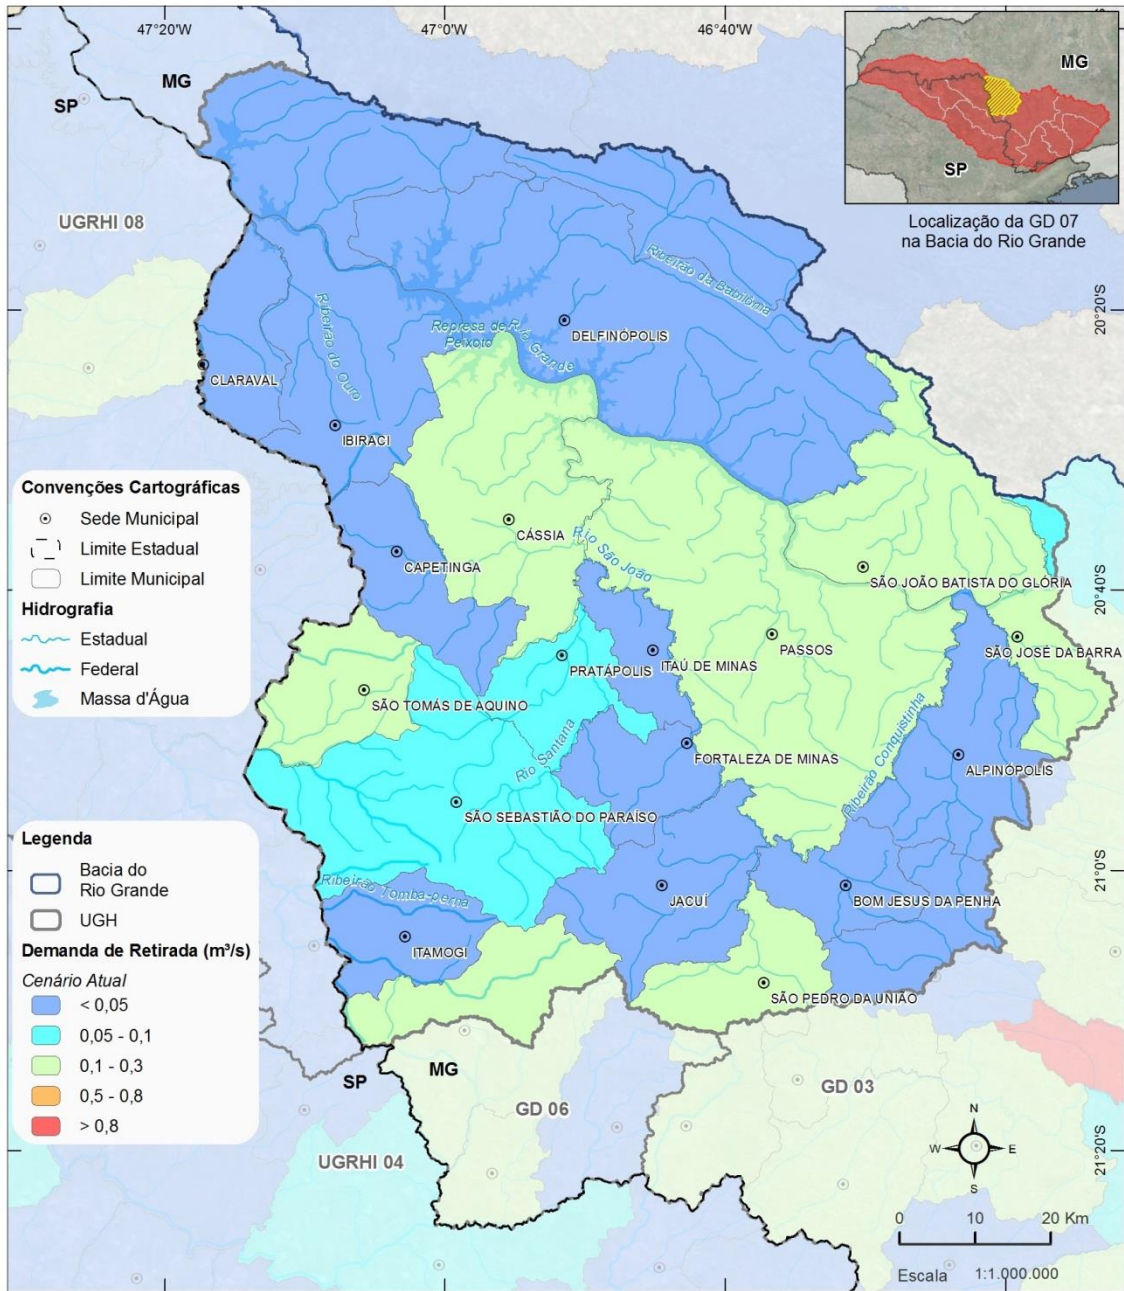 47°20'W
47°0'W
46°40'W
MG
SP
MG
SP
Localização da GD 07
na Bacia do Rio Grande
UGRHI 08
Ribeirão da Babilôma
20°20'S
Ribeirão do Ouro
Represa de
Peixoto
Rio Grande
DELFINÓPOLIS
CLARAVAL
IBIRACI
Convenções Cartográficas
Sede Municipal
Limite Estadual
Limite Municipal
Hidrografia
Estadual
Federal
Massa d'Água
CÁSSIA
Rio São João
CAPETINGA
SÃO JOÃO BATISTA DO GLÓRIA
20°40'S
PASSOS
SÃO JOSÉ DA BARRA
PRATÁPOLIS
ITAÚ DE MINAS
SÃO TOMÁS DE AQUINO
Rio Santana
FORTALEZA DE MINAS
Ribeirão Conquistinha
ALPINÓPOLIS
SÃO SEBASTIÃO DO PARAÍSO
Legenda
Bacia do
Rio Grande
UGH
Demanda de Retirada (m³/s)
Cenário Atual
< 0,05
0,05 - 0,1
0,1 - 0,3
0,5 - 0,8
> 0,8
21°0'S
Ribeirão Tomba-perna
JACUÍ
BOM JESUS DA PENHA
ITAMOGI
SÃO PEDRO DA UNIÃO
SP
MG
GD 06
GD 03
UGRHI 04
21°20'S
N
W
E
S
0 10 20 Km
Escala 1:1.000.000